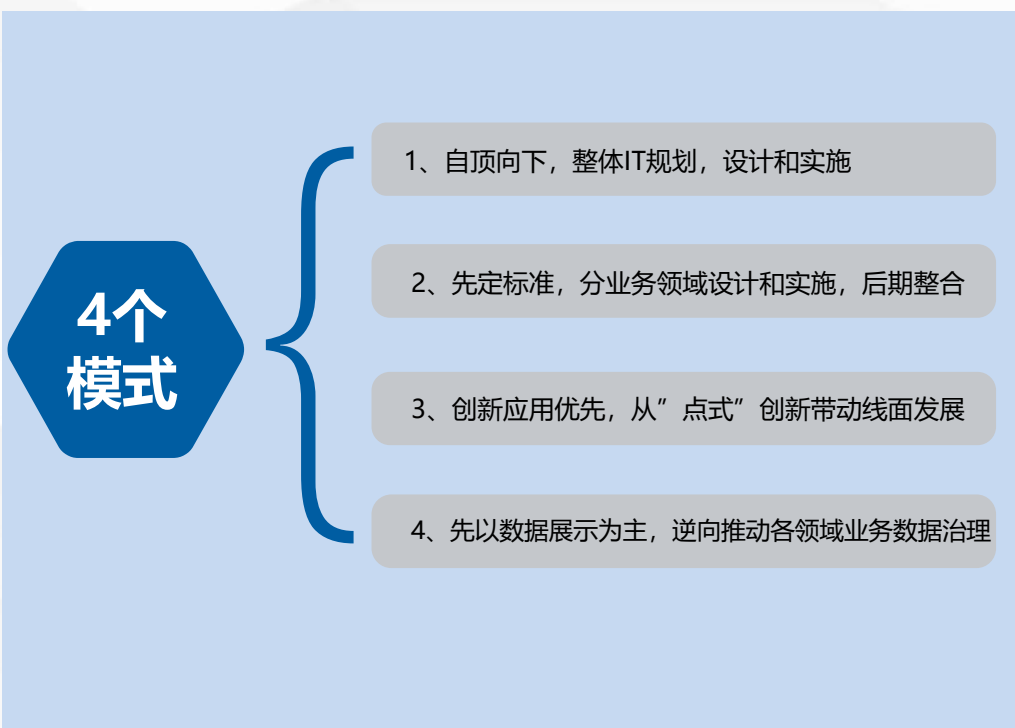 4个
模式
1、自顶向下，整体IT规划，设计和实施
2、先定标准，分业务领域设计和实施，后期整合
3、创新应用优先，从”点式”创新带动线面发展
4、先以数据展示为主，逆向推动各领域业务数据治理